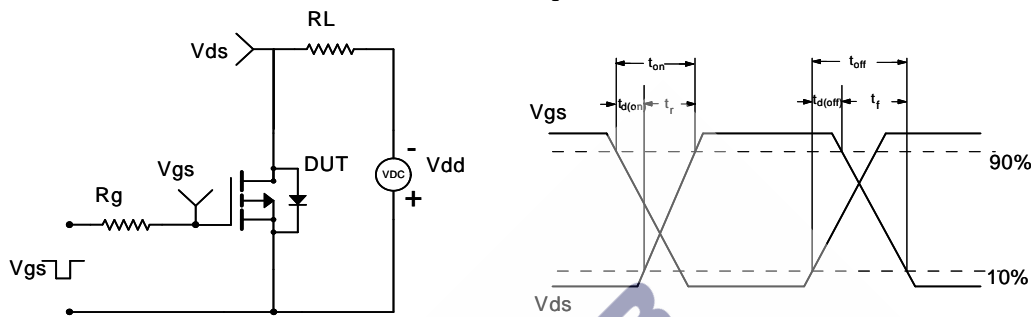 RL
Vds
Vgs
DUT
VDC
-
+
Vdd
Rg
Vgs
ton
toff
td(on)
tr
td(off)
tf
Vgs
90%
10%
Vds